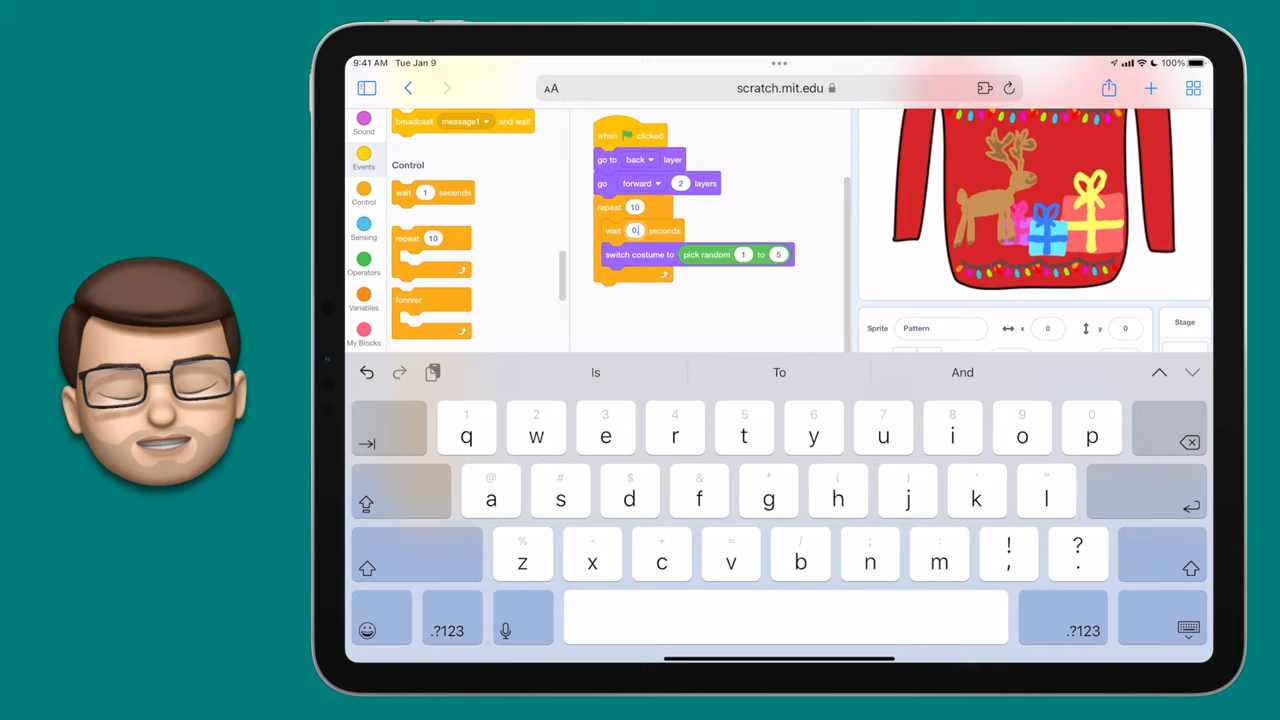 9:41 AM Tue Jan 9
100%
AA
scratch.mit.edu
Sound
Events
Control
Sensing
Operators
Variables
My Blocks
broadcast message1 and wait
Control
wait 1 seconds
repeat 10
forever
when clicked
go to back layer
go forward 2 layers
repeat 10
wait 0. seconds
switch costume to pick random 1 to 5
Sprite Pattern x 0 y 0
Stage
Is To And
1 2 3 4 5 6 7 8 9 0
q w e r t y u i o p
@ # $ & * ( ) ' "
a s d f g h j k l
% - + = / ; : ! ?
z x c v b n m , .
.?123 .?123